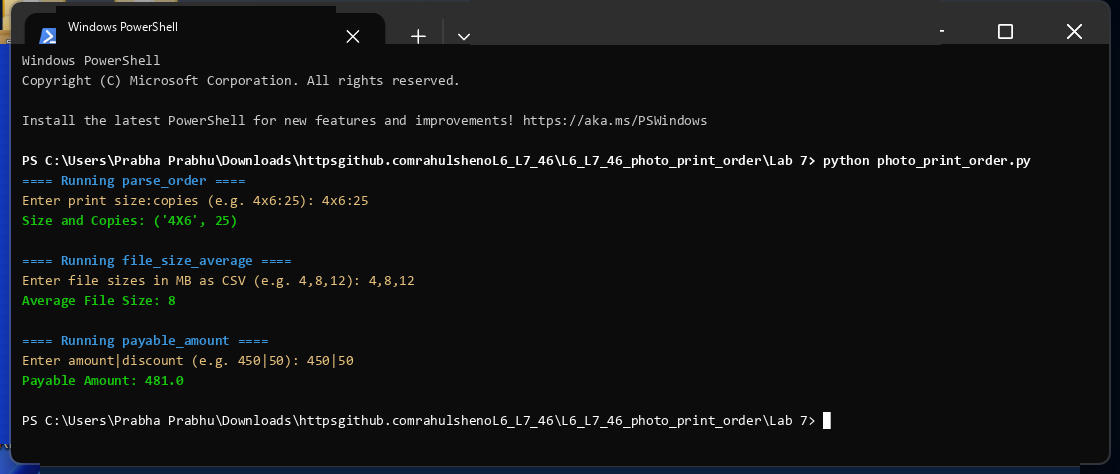 Windows PowerShell
Windows PowerShell
Copyright (C) Microsoft Corporation. All rights reserved.
Install the latest PowerShell for new features and improvements! https://aka.ms/PSWindows
PS C:\Users\Prabha Prabhu\Downloads\httpsgithub.comrahulshenoL6_L7_46\L6_L7_46_photo_print_order\Lab 7> python photo_print_order.py
==== Running parse_order ====
Enter print size:copies (e.g. 4x6:25): 4x6:25
Size and Copies: ('4X6', 25)
==== Running file_size_average ====
Enter file sizes in MB as CSV (e.g. 4,8,12): 4,8,12
Average File Size: 8
==== Running payable_amount ====
Enter amount|discount (e.g. 450|50): 450|50
Payable Amount: 481.0
PS C:\Users\Prabha Prabhu\Downloads\httpsgithub.comrahulshenoL6_L7_46\L6_L7_46_photo_print_order\Lab 7>